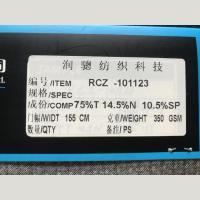 润骢纺织科技
编号/ITEM RCZ -101123
规格/SPEC
成份/COMP 75%T 14.5%N 10.5%SP
门幅/WIDT 155 CM 克重/WEIGHT 350 GSM
数量/QTY 备注/PS